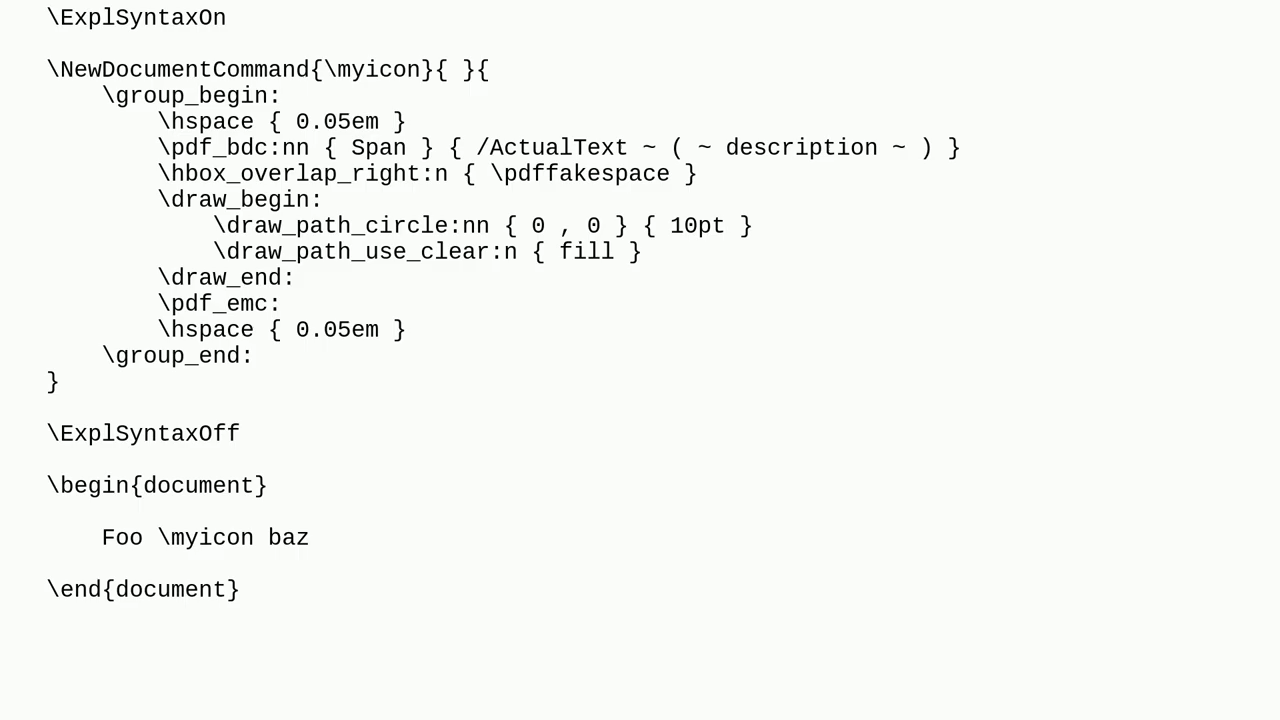 \ExplSyntaxOn

\NewDocumentCommand{\myicon}{ }{
    \group_begin:
        \hspace { 0.05em }
        \pdf_bdc:nn { Span } { /ActualText ~ ( ~ description ~ ) }
        \hbox_overlap_right:n { \pdffakespace }
        \draw_begin:
            \draw_path_circle:nn { 0 , 0 } { 10pt }
            \draw_path_use_clear:n { fill }
        \draw_end:
        \pdf_emc:
        \hspace { 0.05em }
    \group_end:
}

\ExplSyntaxOff

\begin{document}

    Foo \myicon baz

\end{document}